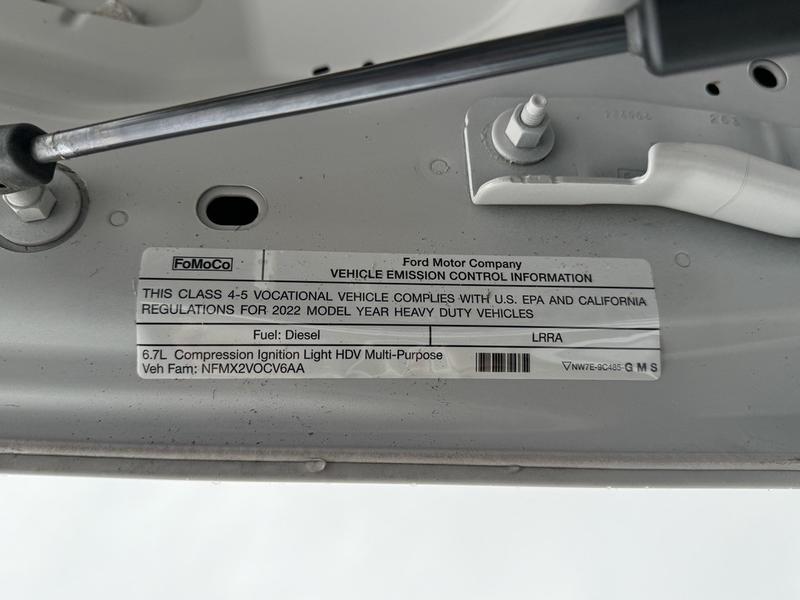 FoMoCo
Ford Motor Company
VEHICLE EMISSION CONTROL INFORMATION
THIS CLASS 4-5 VOCATIONAL VEHICLE COMPLIES WITH U.S. EPA AND CALIFORNIA
REGULATIONS FOR 2022 MODEL YEAR HEAVY DUTY VEHICLES
Fuel: Diesel
LRRA
6.7L Compression Ignition Light HDV Multi-Purpose
Veh Fam: NFMX2VOCV6AA
NW7E-9C485-G M S